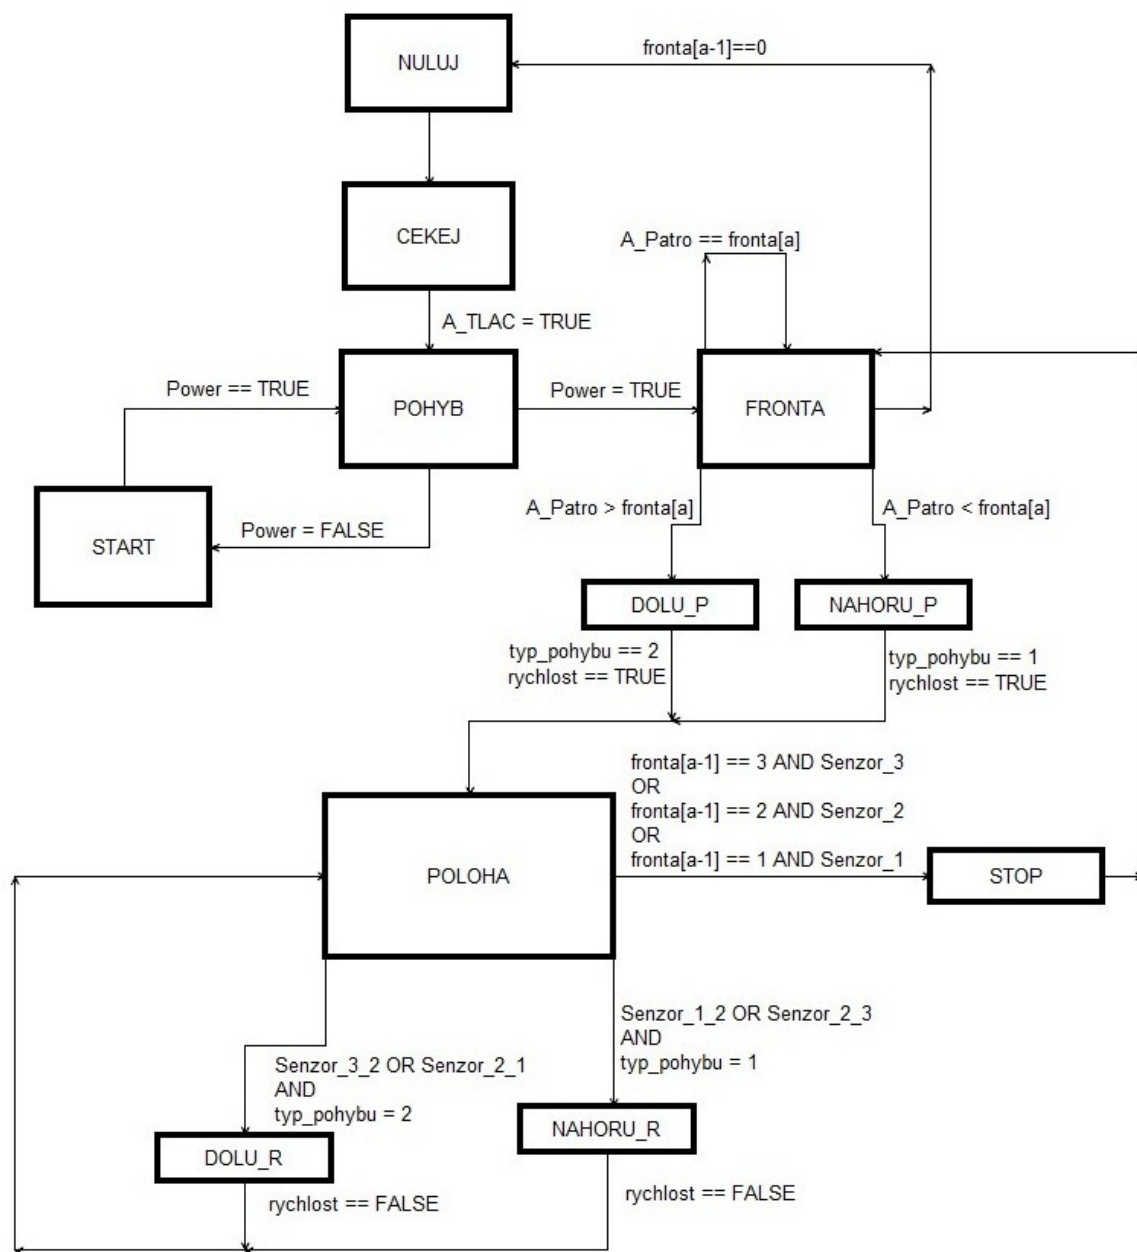 fronta[a-1]==0
NULUJ
CEKEJ
A_Patro == fronta[a]
A_TLAC = TRUE
Power == TRUE
POHYB
Power = TRUE
FRONTA
START
Power = FALSE
A_Patro > fronta[a]
A_Patro < fronta[a]
DOLU_P
NAHORU_P
typ_pohybu == 2
rychlost == TRUE
typ_pohybu == 1
rychlost == TRUE
fronta[a-1] == 3 AND Senzor_3
OR
fronta[a-1] == 2 AND Senzor_2
OR
fronta[a-1] == 1 AND Senzor_1
POLOHA
STOP
Senzor_1_2 OR Senzor_2_3
AND
typ_pohybu = 1
Senzor_3_2 OR Senzor_2_1
AND
typ_pohybu = 2
NAHORU_R
DOLU_R
rychlost == FALSE
rychlost == FALSE